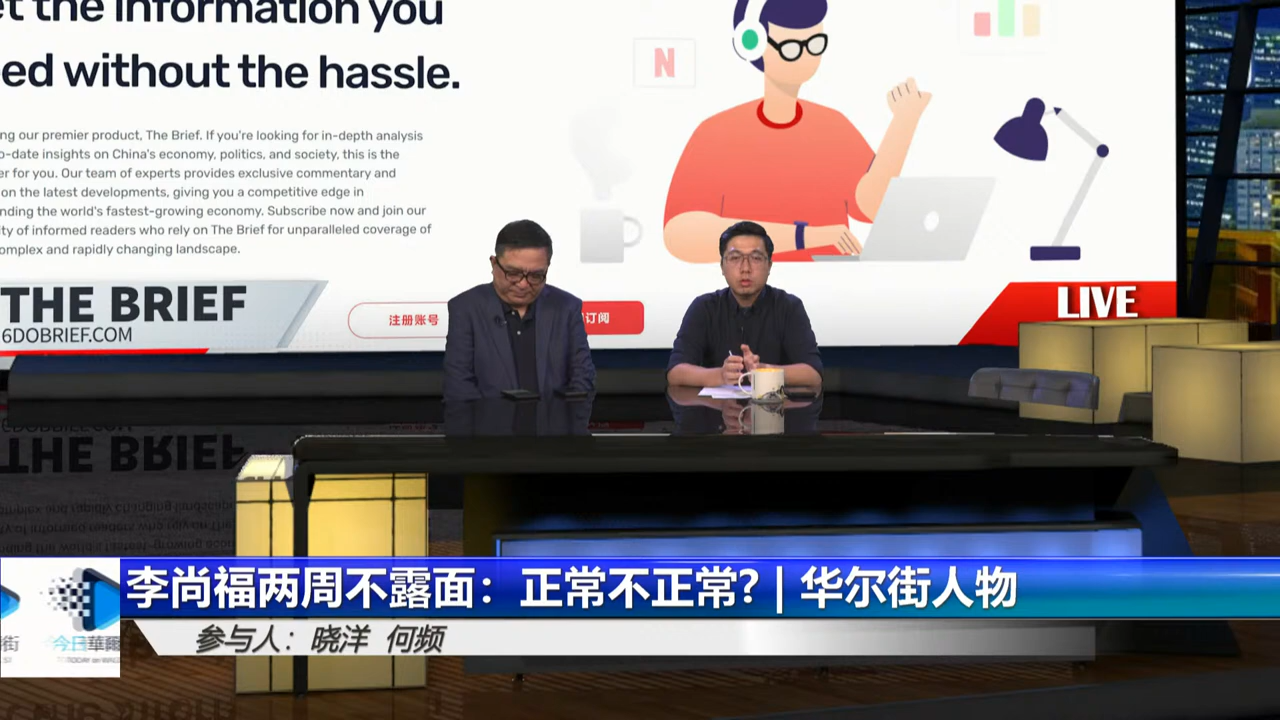 et the information you
ed without the hassle.
ng our premier product, The Brief. If you're looking for in-depth analysis
o-date insights on China's economy, politics, and society, this is the
er for you. Our team of experts provides exclusive commentary and
on the latest developments, giving you a competitive edge in
nding the world's fastest-growing economy. Subscribe now and join our
ity of informed readers who rely on The Brief for unparalleled coverage of
omplex and rapidly changing landscape.
N
THE BRIEF
6DOBRIEF.COM
注册账号
订阅
LIVE
李尚福两周不露面：正常不正常?｜华尔街人物
参与人：晓洋 何频
街
今日華爾